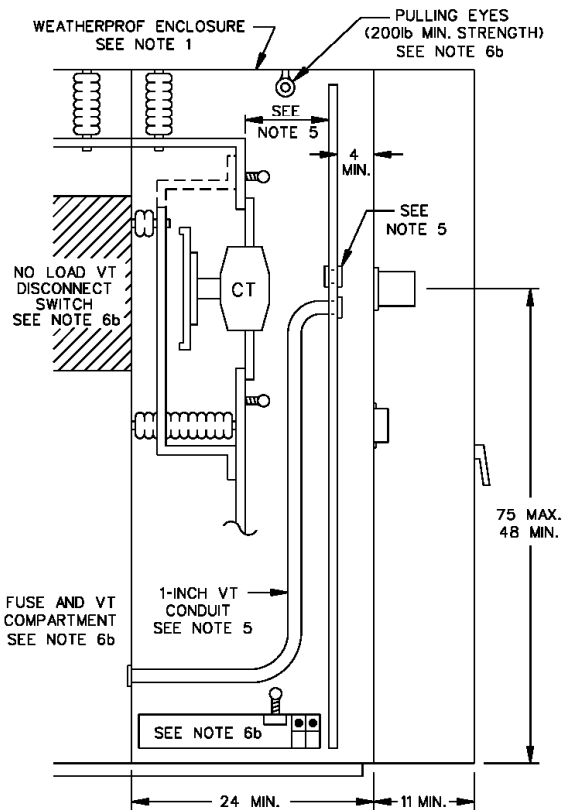 WEATHERPROF ENCLOSURE
SEE NOTE 1
PULLING EYES
(200lb MIN. STRENGTH)
SEE NOTE 6b
SEE
NOTE 5
4
MIN.
SEE
NOTE 5
NO LOAD VT
DISCONNECT
SWITCH
SEE NOTE 6b
CT
75 MAX.
48 MIN.
1-INCH VT
CONDUIT
SEE NOTE 5
FUSE AND VT
COMPARTMENT
SEE NOTE 6b
SEE NOTE 6b
24 MIN.
11 MIN.